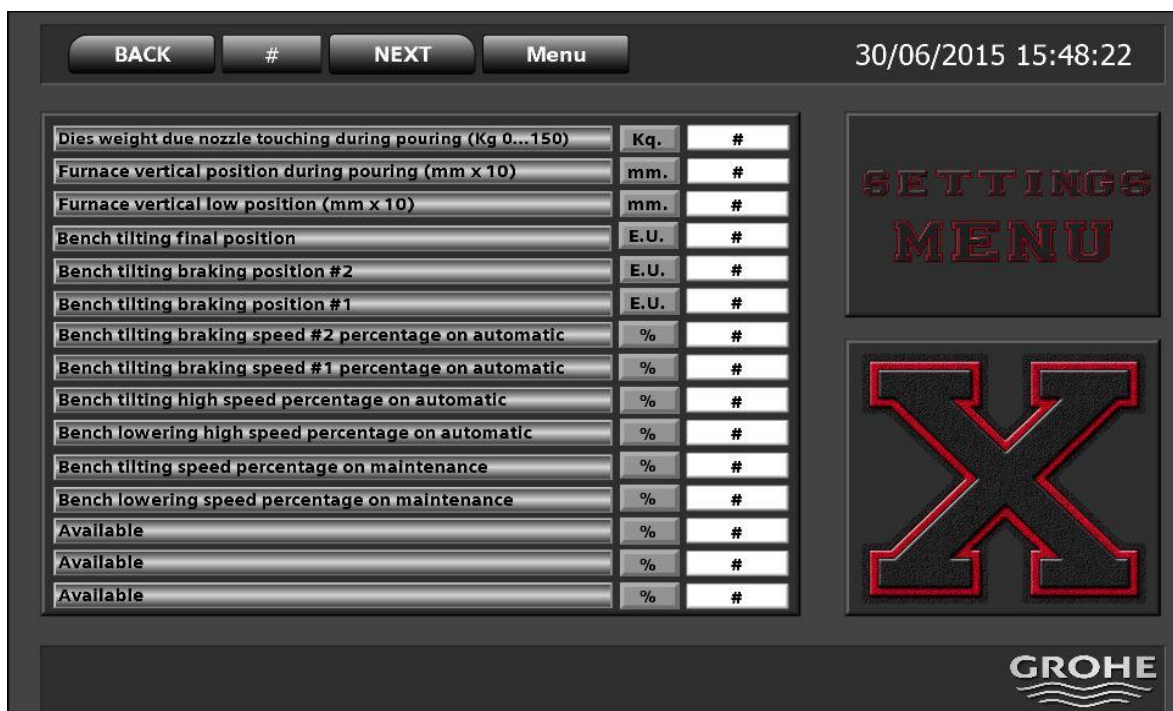 BACK # NEXT Menu 30/06/2015 15:48:22
Dies weight due nozzle touching during pouring (Kg 0...150) Kg. #
Furnace vertical position during pouring (mm x 10) mm. #
Furnace vertical low position (mm x 10) mm. #
Bench tilting final position E.U. #
Bench tilting braking position #2 E.U. #
Bench tilting braking position #1 E.U. #
Bench tilting braking speed #2 percentage on automatic % #
Bench tilting braking speed #1 percentage on automatic % #
Bench tilting high speed percentage on automatic % #
Bench lowering high speed percentage on automatic % #
Bench tilting speed percentage on maintenance % #
Bench lowering speed percentage on maintenance % #
Available % #
Available % #
Available % #
SETTINGS
MENU
X
GROHE